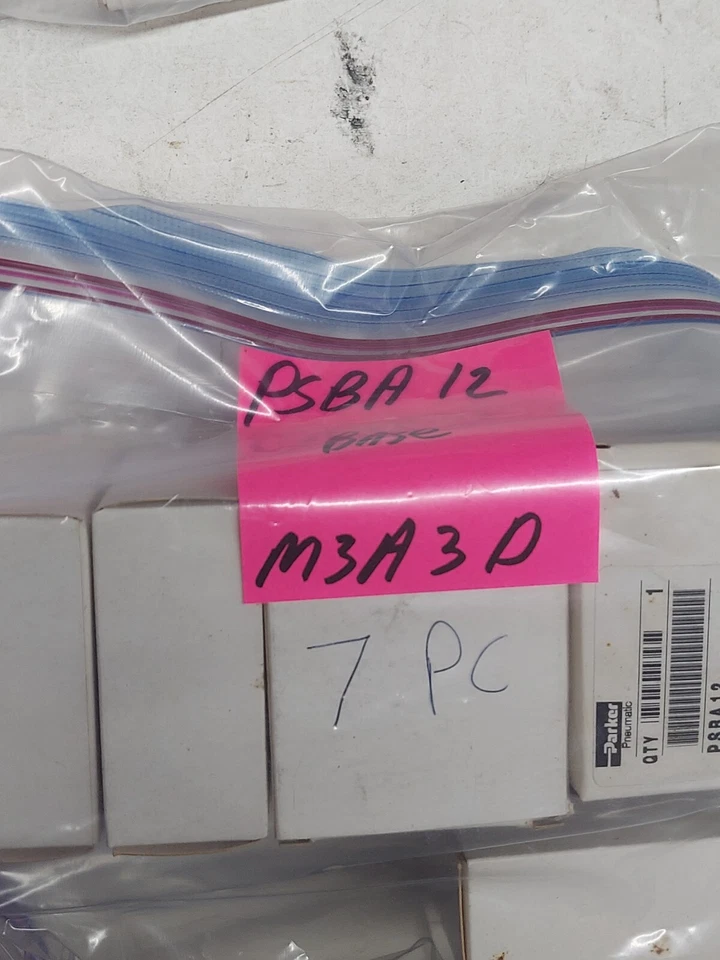 PSBA 12
Base
M3A3D
7 PC
Parker
Pneumatic
QTY 1
PSBA12